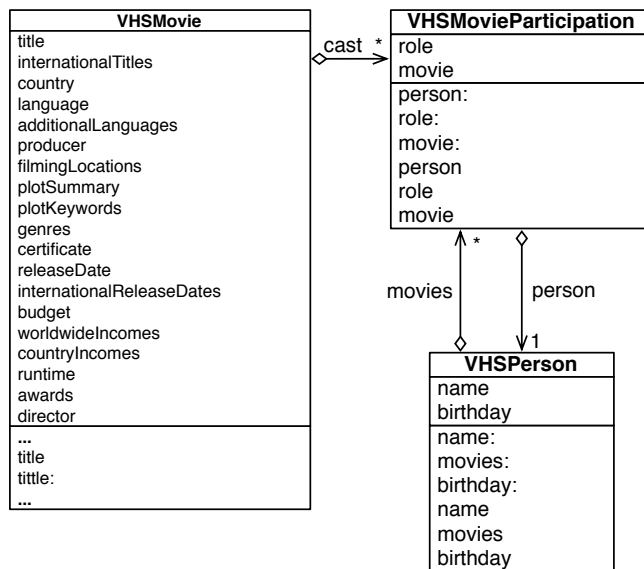 VHSMovie
title
internationalTitles
country
language
additionalLanguages
producer
filmingLocations
plotSummary
plotKeywords
genres
certificate
releaseDate
internationalReleaseDates
budget
worldwideIncomes
countryIncomes
runtime
awards
director
...
title
tittle:
...
cast *
VHSMovieParticipation
role
movie
person:
role:
movie:
person
role
movie
*
movies
person
1
VHSPerson
name
birthday
name:
movies:
birthday:
name
movies
birthday